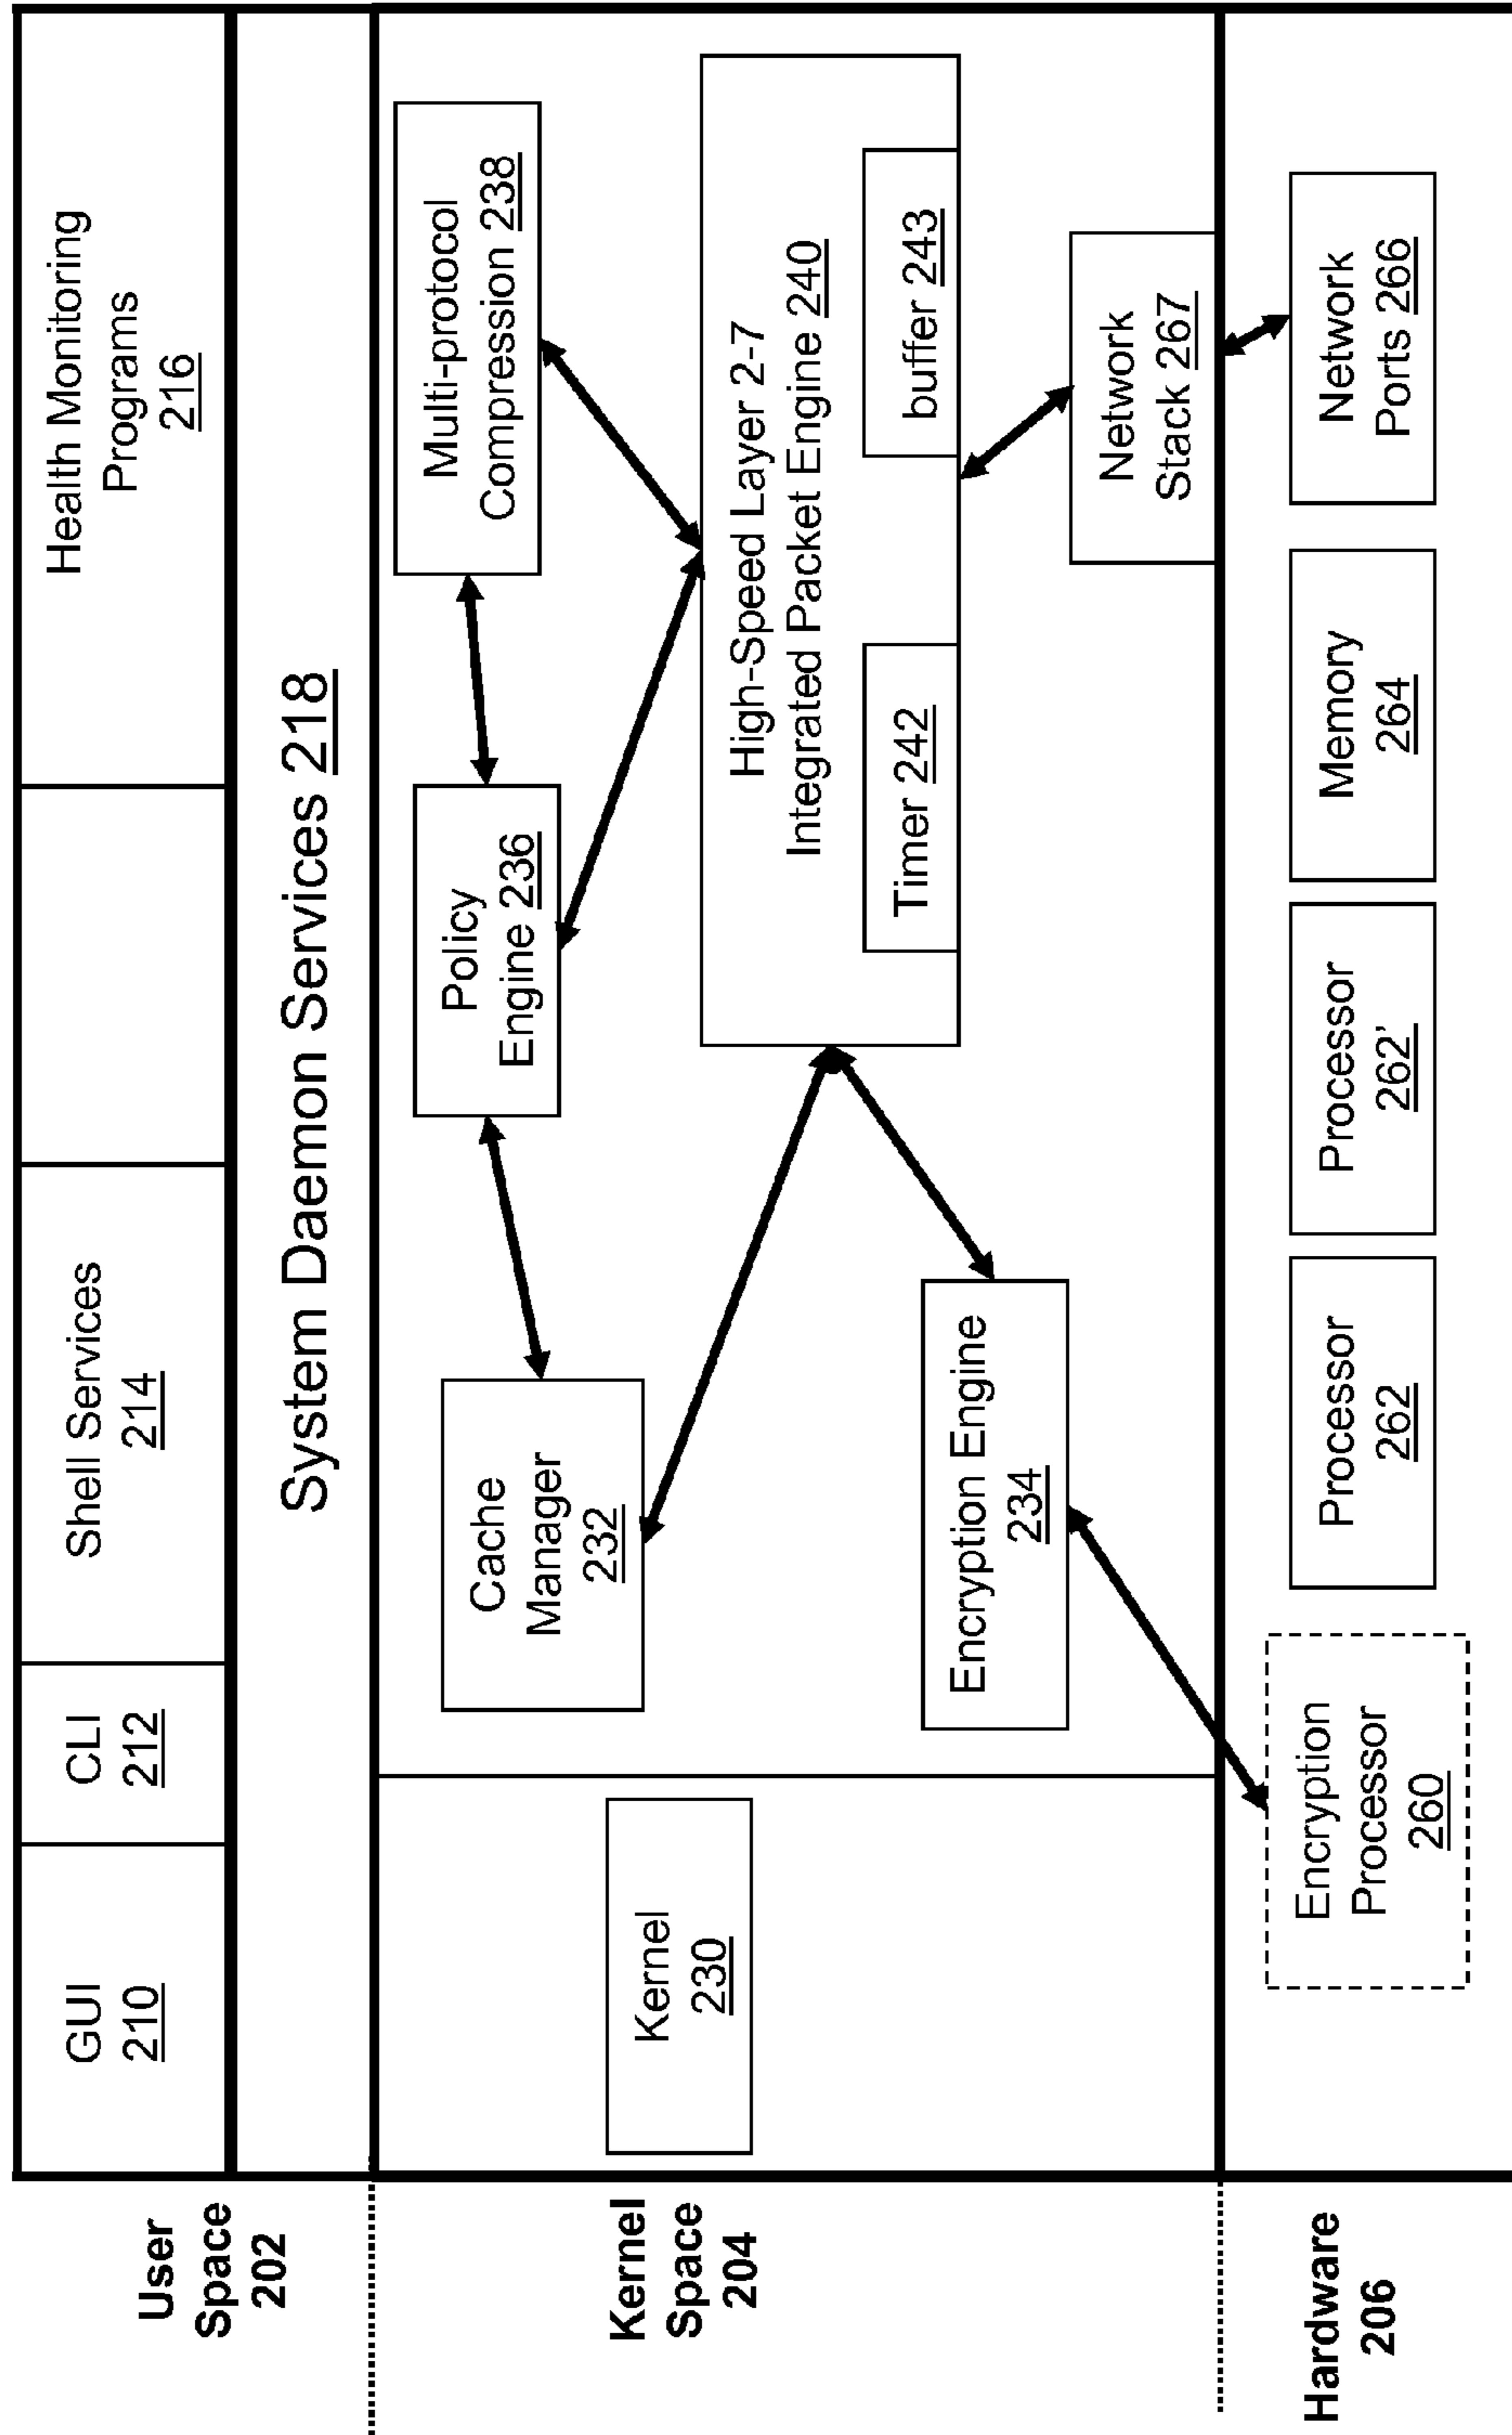 User
Space
202
GUI
210
CLI
212
Shell Services
214
Health Monitoring
Programs
216
System Daemon Services 218
Kernel
Space
204
Kernel
230
Cache
Manager
232
Policy
Engine 236
Multi-protocol
Compression 238
High-Speed Layer 2-7
Integrated Packet Engine 240
Timer 242
buffer 243
Encryption Engine
234
Network
Stack 267
Hardware
206
Encryption
Processor
260
Processor
262
Processor
262’
Memory
264
Network
Ports 266